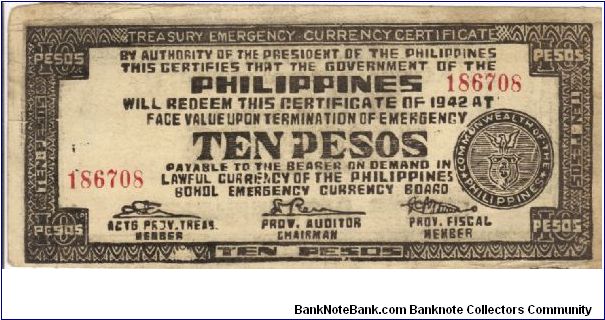 TREASURY EMERGENCY CURRENCY CERTIFICATE
PESOS
PESOS
BY AUTHORITY OF THE PRESIDENT OF THE PHILIPPINES
THIS CERTIFIES THAT THE GOVERNMENT OF THE
PHILIPPINES
186708
WILL REDEEM THIS CERTIFICATE OF 1942 AT
FACE VALUE UPON TERMINATION OF EMERGENCY
TEN PESOS
186708
PAYABLE TO THE BEARER ON DEMAND IN
LAWFUL CURRENCY OF THE PHILIPPINES
BOHOL EMERGENCY CURRENCY BOARD
COMMONWEALTH OF THE
PHILIPPINES
ACTG PROV. TREAS.
MEMBER
PROV. AUDITOR
CHAIRMAN
PROV. FISCAL
MEMBER
PESOS
PESOS
TEN PESOS
BankNoteBank.com Banknote Collectors Community